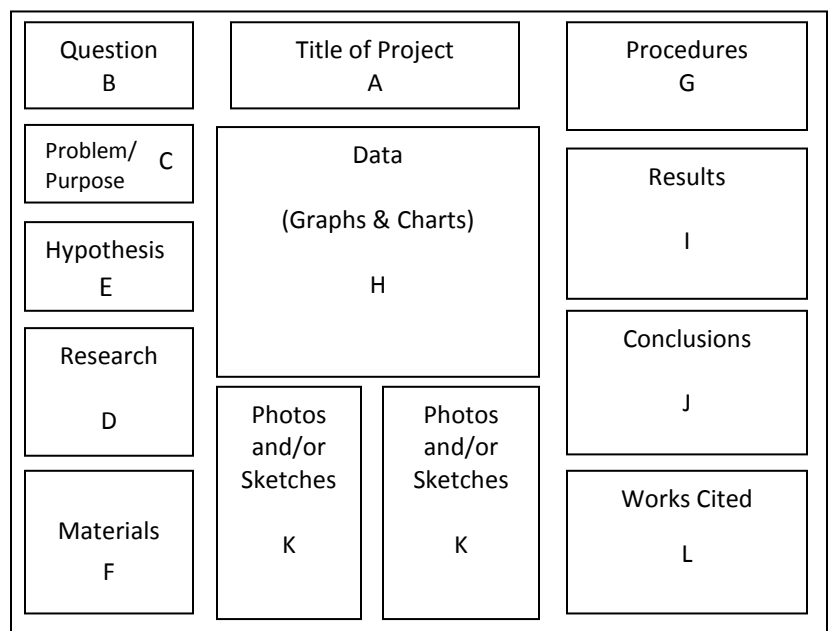 Question
B
Problem/ C
Purpose
Hypothesis
E
Research
D
Materials
F
Title of Project
A
Data
(Graphs & Charts)
H
Photos
and/or
Sketches
K
Photos
and/or
Sketches
K
Procedures
G
Results
I
Conclusions
J
Works Cited
L